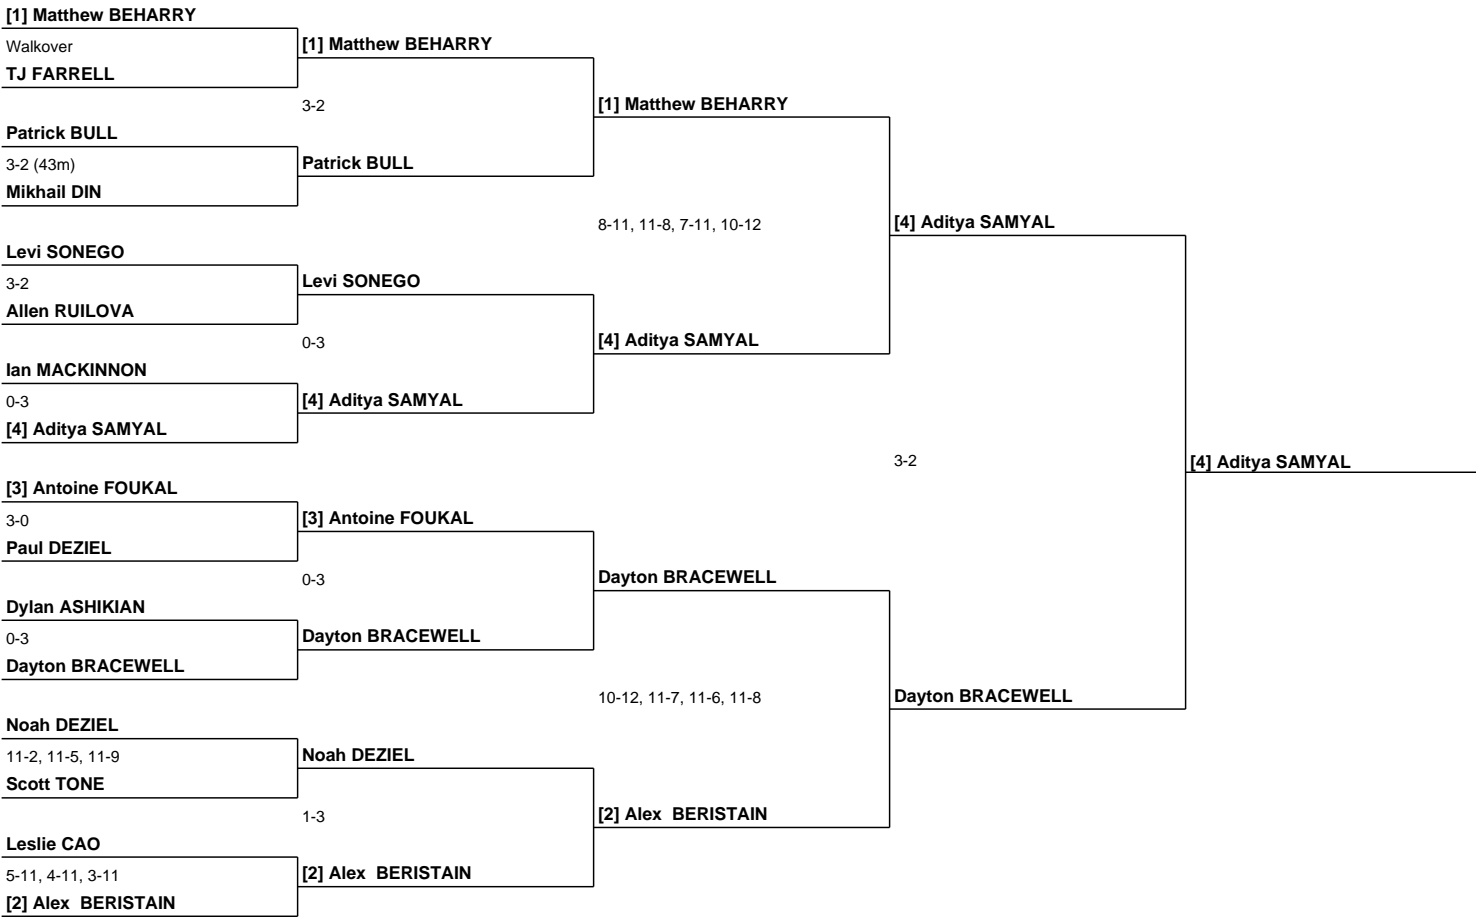 [1] Matthew BEHARRY
Walkover
TJ FARRELL
Patrick BULL
3-2 (43m)
Mikhail DIN
Levi SONEGO
3-2
Allen RUILOVA
Ian MACKINNON
0-3
[4] Aditya SAMYAL
[3] Antoine FOUKAL
3-0
Paul DEZIEL
Dylan ASHIKIAN
0-3
Dayton BRACEWELL
Noah DEZIEL
11-2, 11-5, 11-9
Scott TONE
Leslie CAO
5-11, 4-11, 3-11
[2] Alex  BERISTAIN
[1] Matthew BEHARRY
3-2
Patrick BULL
Levi SONEGO
0-3
[4] Aditya SAMYAL
[3] Antoine FOUKAL
0-3
Dayton BRACEWELL
Noah DEZIEL
1-3
[2] Alex  BERISTAIN
[1] Matthew BEHARRY
8-11, 11-8, 7-11, 10-12
[4] Aditya SAMYAL
Dayton BRACEWELL
10-12, 11-7, 11-6, 11-8
[2] Alex  BERISTAIN
[4] Aditya SAMYAL
3-2
Dayton BRACEWELL
[4] Aditya SAMYAL